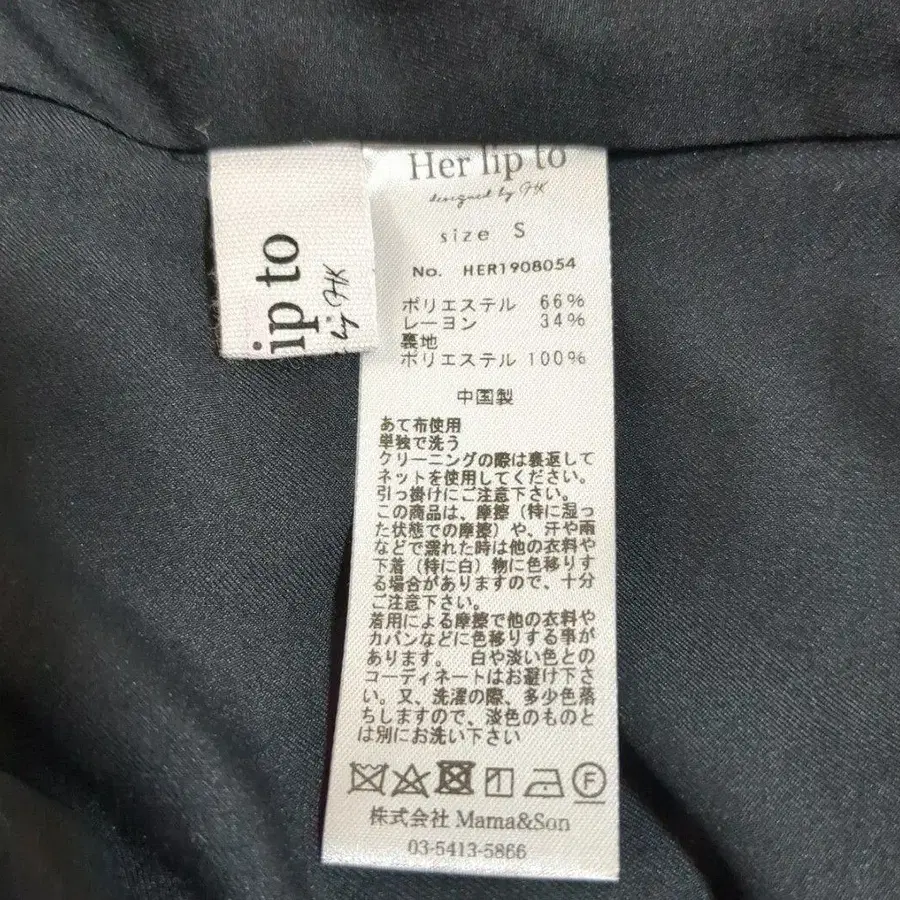 ip to
by HK
Her lip to
designed by HK
size S
No. HER1908054
ポリエステル 66%
レーヨン 34%
裏地
ポリエステル 100%
中国製
あて布使用
単独で洗う
クリーニングの際は裏返して
ネットを使用してください。
引っ掛けにご注意下さい。
この商品は、摩擦（特に湿っ
た状態での摩擦）や、汗や雨
などで濡れた時は他の衣料や
下着（特に白）物に色移りす
る場合がありますので、十分
ご注意下さい。
着用による摩擦で他の衣料や
カバンなどに色移りする事が
あります。 白や淡い色との
コーディネートはお避け下さ
い。又、洗濯の際、多少色落
ちしますので、淡色のものと
は別にお洗い下さい
F
株式会社 Mama&Son
03-5413-5866